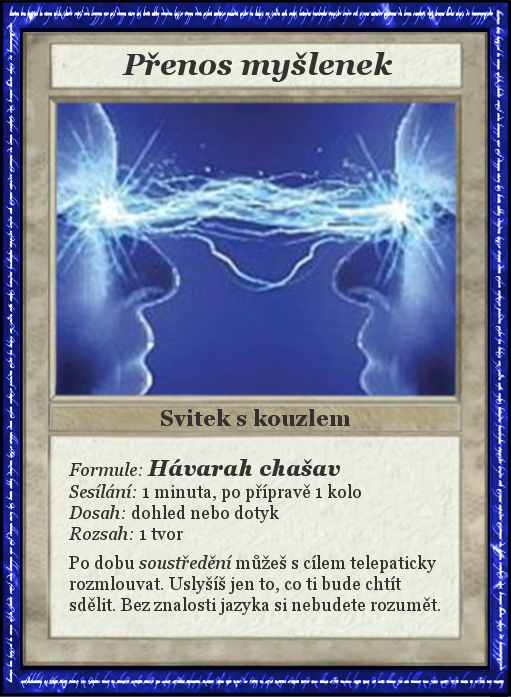 Přenos myšlenek
Svitek s kouzlem
Formule: Hávarah chašav
Sesílání: 1 minuta, po přípravě 1 kolo
Dosah: dohled nebo dotyk
Rozsah: 1 tvor
Po dobu soustředění můžeš s cílem telepaticky
rozmlouvat. Uslyšíš jen to, co ti bude chtít
sdělit. Bez znalosti jazyka si nebudete rozumět.